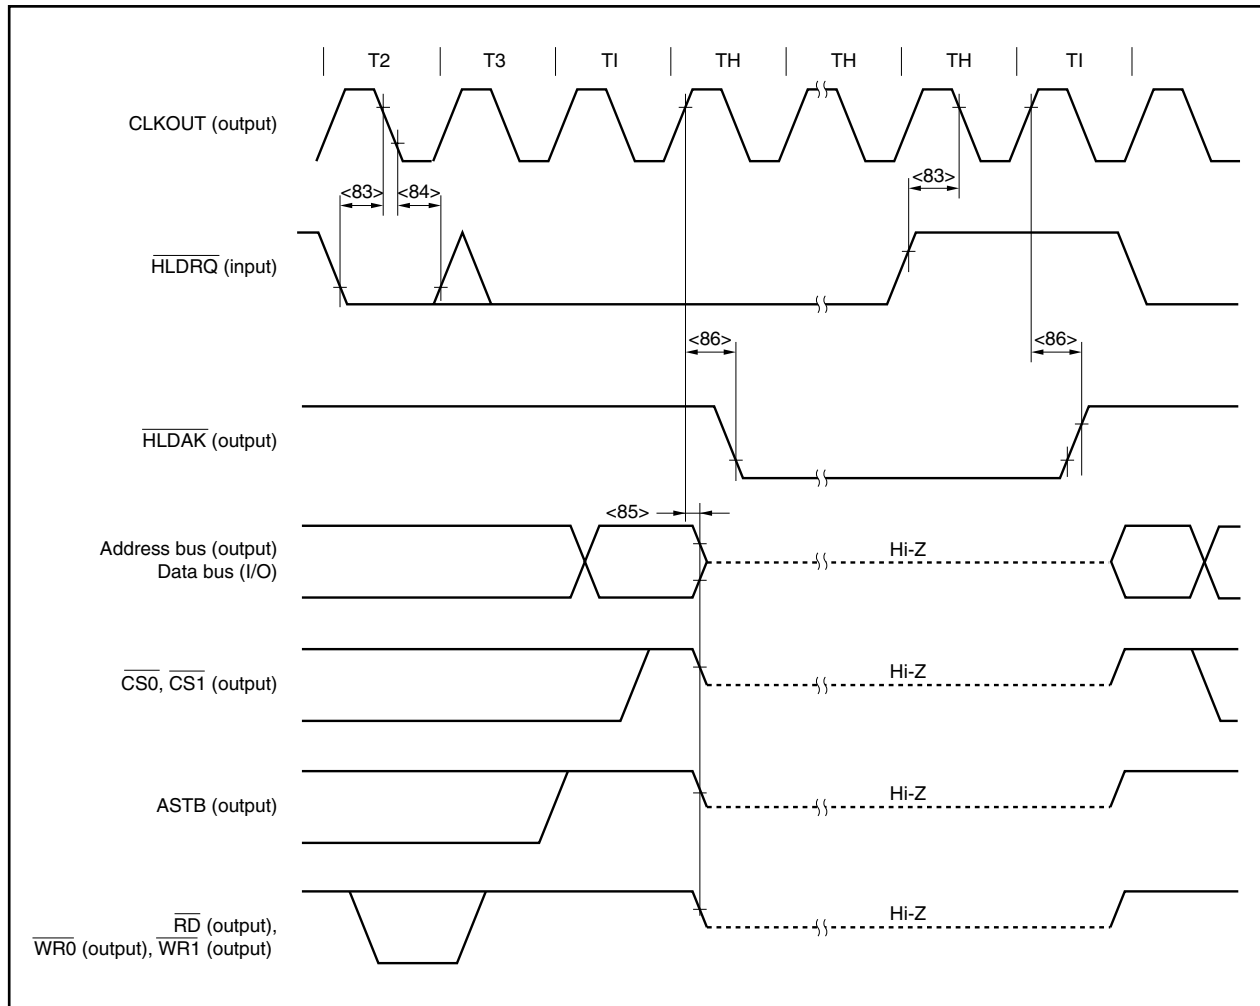 T2 T3 TI TH TH TH TI
CLKOUT (output)
<83> <84> <83>
HLDRQ (input)
<86> <86>
HLDAK (output)
<85>
Address bus (output)
Data bus (I/O)
Hi-Z
CS0, CS1 (output)
Hi-Z
ASTB (output)
Hi-Z
RD (output),
WR0 (output), WR1 (output)
Hi-Z